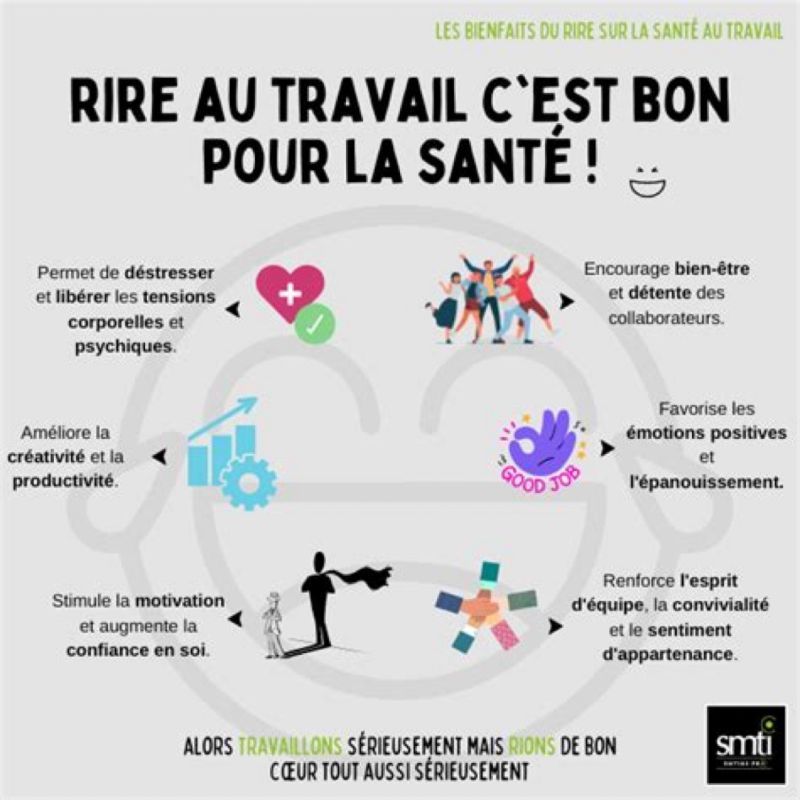 LES BIENFAITS DU RIRE SUR LA SANTÉ AU TRAVAIL
RIRE AU TRAVAIL C`EST BON
POUR LA SANTÉ !
Permet de déstresser
et libérer les tensions
corporelles et
psychiques.
Encourage bien-être
et détente des
collaborateurs.
Améliore la
créativité et la
productivité.
GOOD JOB
Favorise les
émotions positives
et
l'épanouissement.
Stimule la motivation
et augmente la
confiance en soi.
Renforce l'esprit
d'équipe, la convivialité
et le sentiment
d'appartenance.
ALORS TRAVAILLONS SÉRIEUSEMENT MAIS RIONS DE BON
CŒUR TOUT AUSSI SÉRIEUSEMENT
smti